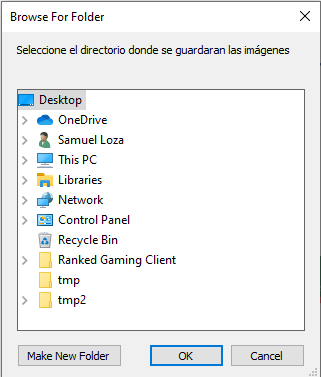 Browse For Folder
Seleccione el directorio donde se guardaran las imágenes
Desktop
OneDrive
Samuel Loza
This PC
Libraries
Network
Control Panel
Recycle Bin
Ranked Gaming Client
tmp
tmp2
Make New Folder OK Cancel